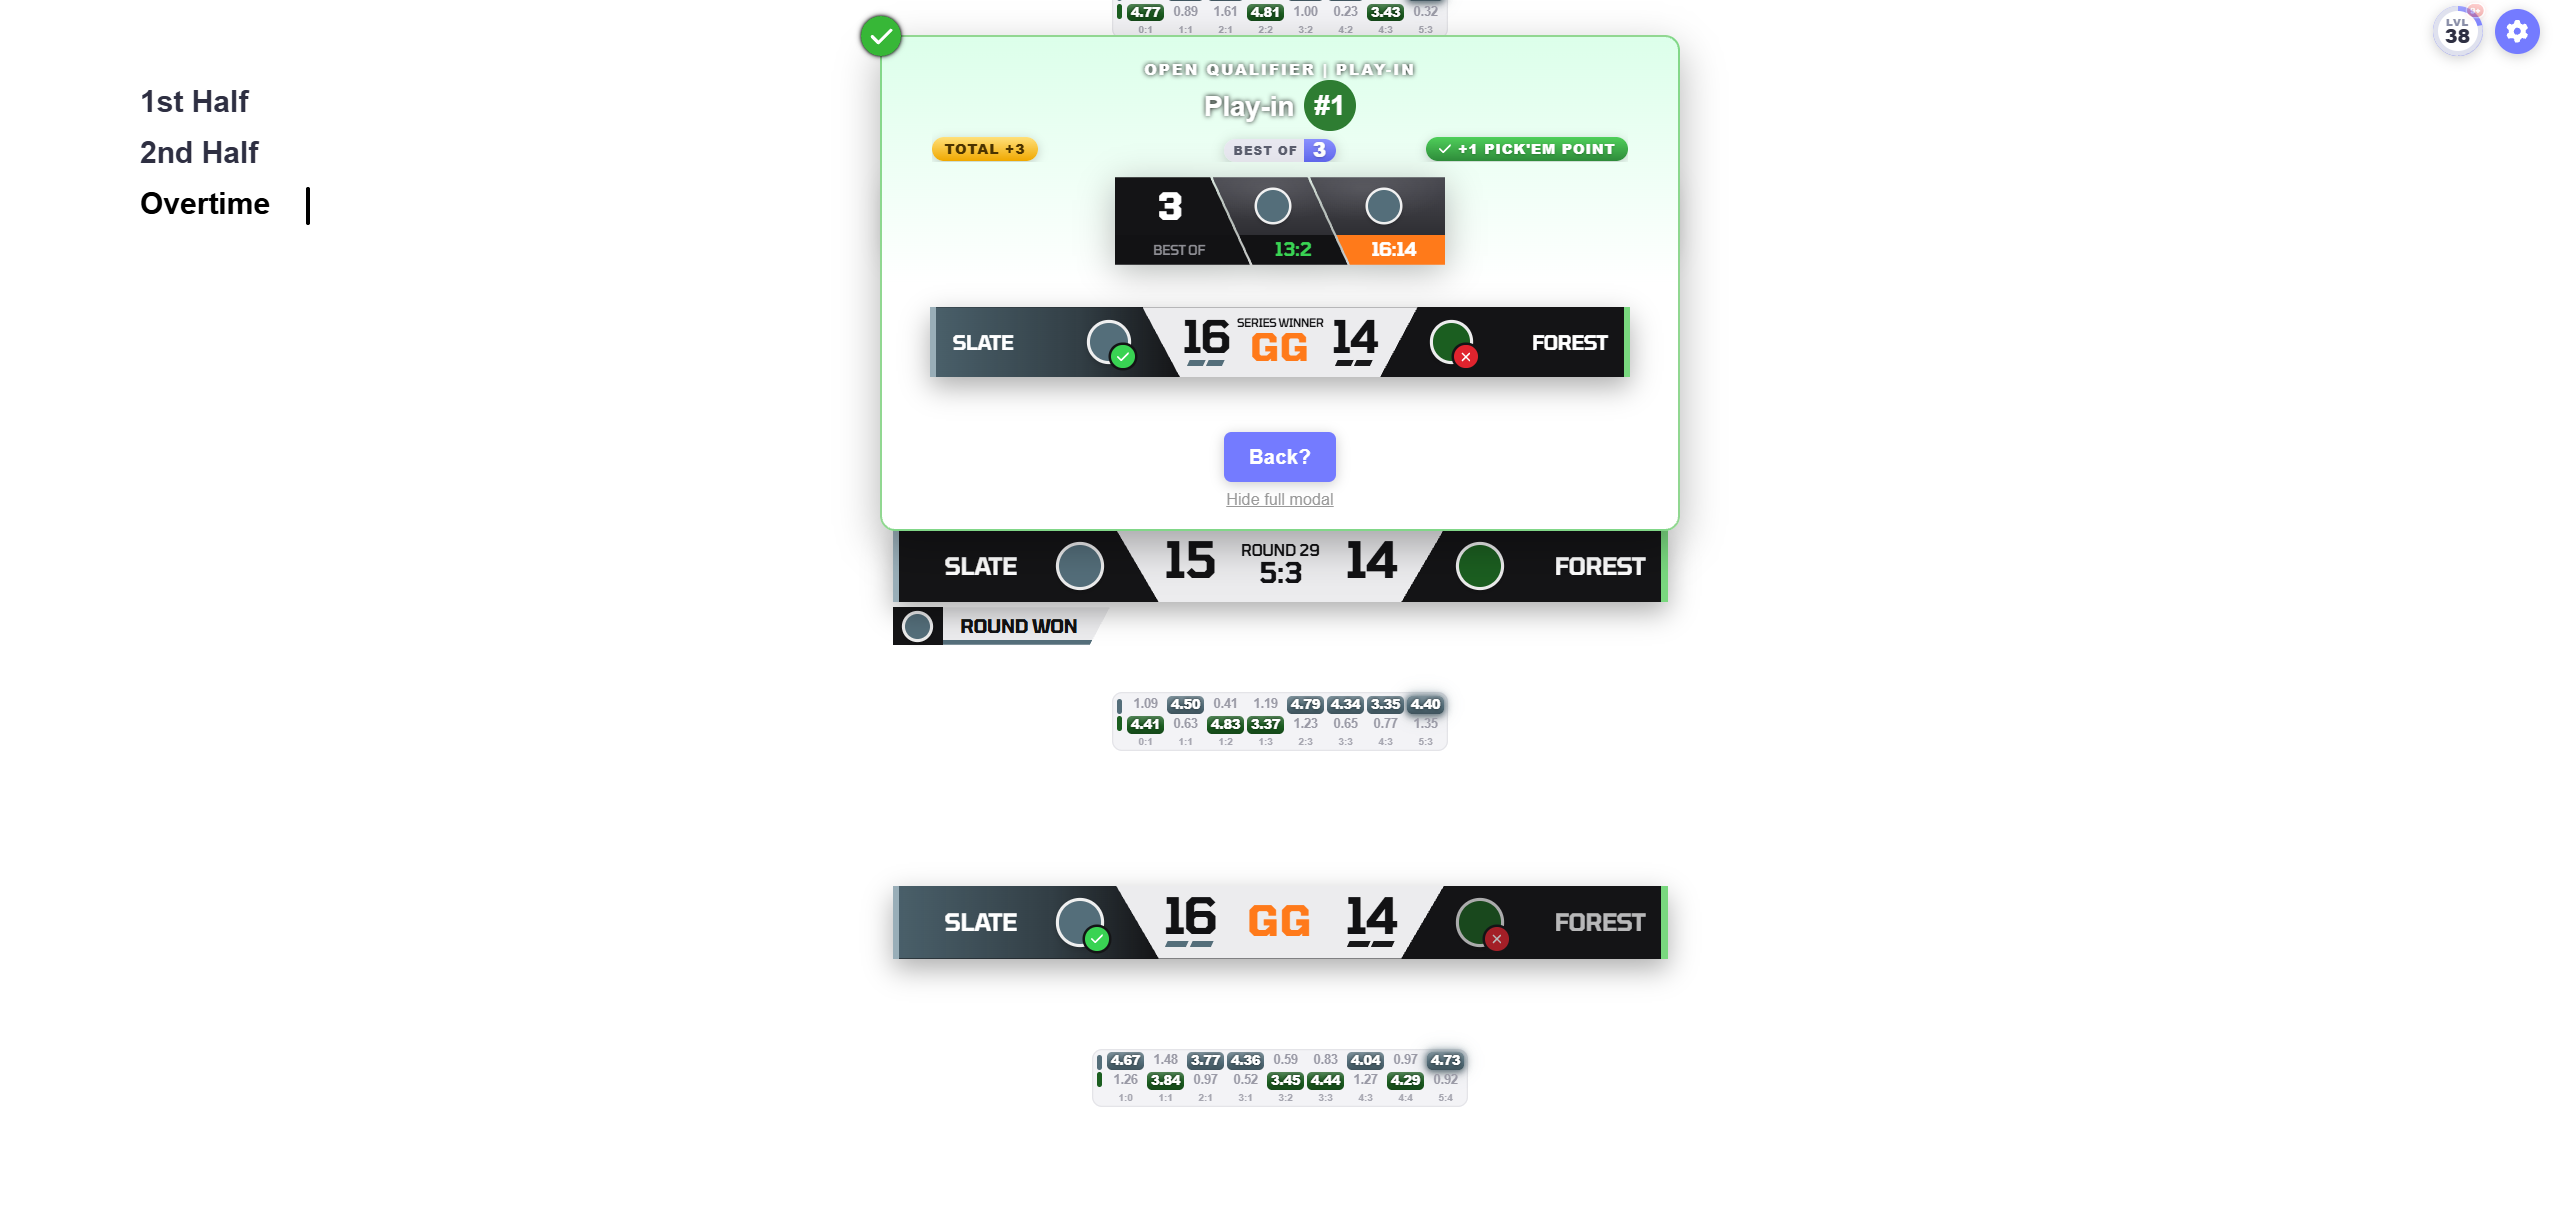 4.77 0.89 1.61 4.81 1.00 0.23 3.43 0.32
0:1 1:1 2:1 2:2 3:2 4:2 4:3 5:3
LVL
38
1st Half
2nd Half
Overtime
OPEN QUALIFIER | PLAY-IN
Play-in #1
TOTAL +3
BEST OF 3
+1 PICK'EM POINT
3
BEST OF
13:2
16:14
SLATE
16
SERIES WINNER
GG
14
FOREST
Back?
Hide full modal
SLATE
15
ROUND 29
5:3
14
FOREST
ROUND WON
1.09 4.50 0.41 1.19 4.79 4.34 3.35 4.40
4.41 0.63 4.83 3.37 1.23 0.65 0.77 1.35
0:1 1:1 1:2 1:3 2:3 3:3 4:3 5:3
SLATE
16
GG
14
FOREST
4.67 1.48 3.77 4.36 0.59 0.83 4.04 0.97 4.73
1.26 3.84 0.97 0.52 3.45 4.44 1.27 4.29 0.92
1:0 1:1 2:1 3:1 3:2 3:3 4:3 4:4 5:4